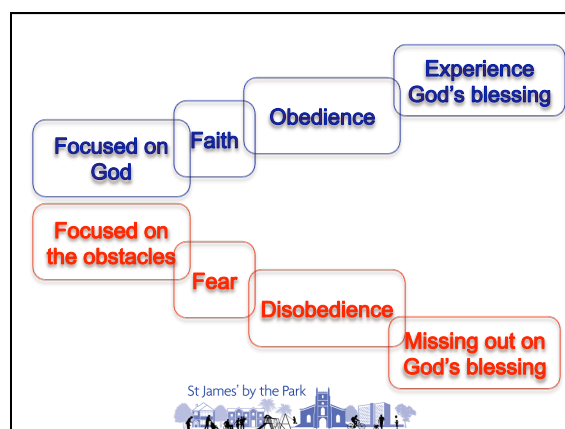 Focused on
God
Faith
Obedience
Experience
God's blessing
Focused on
the obstacles
Fear
Disobedience
Missing out on
God's blessing
St James' by the Park